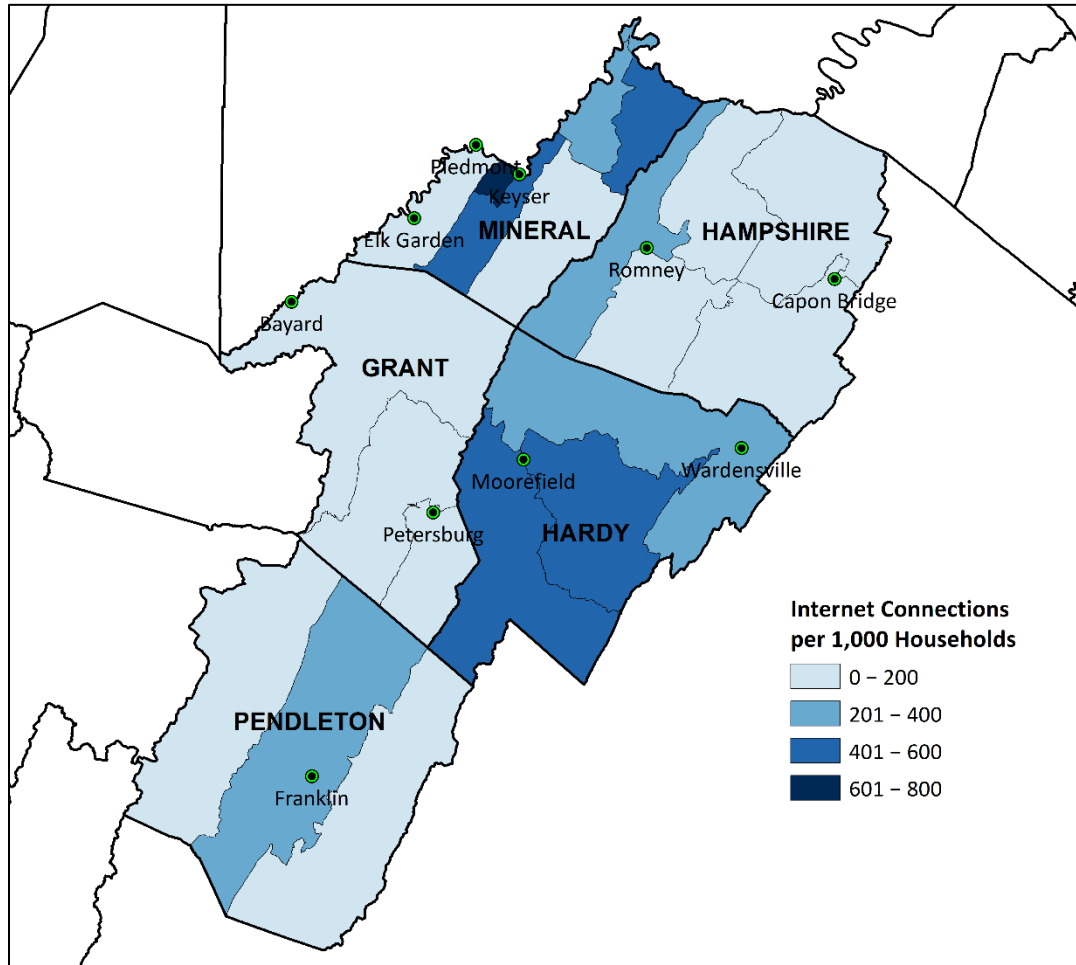 Piedmont
Keyser
Elk Garden
MINERAL
HAMPSHIRE
Romney
Capon Bridge
Bayard
GRANT
Moorefield
Wardensville
Petersburg
HARDY
Internet Connections
per 1,000 Households
0 – 200
201 – 400
401 – 600
601 – 800
PENDLETON
Franklin